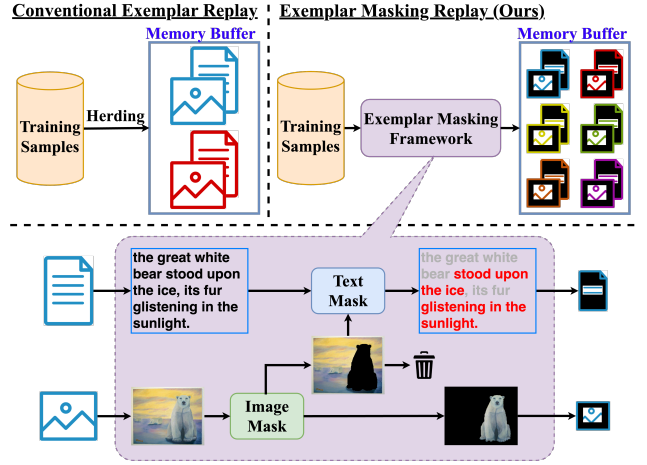 Conventional Exemplar Replay
Memory Buffer
Training
Samples
Herding
Exemplar Masking Replay (Ours)
Memory Buffer
Training
Samples
Exemplar Masking
Framework
the great white
bear stood upon
the ice, its fur
glistening in the
sunlight.
Text
Mask
the great white
bear stood upon
the ice, its fur
glistening in the
sunlight.
Image
Mask